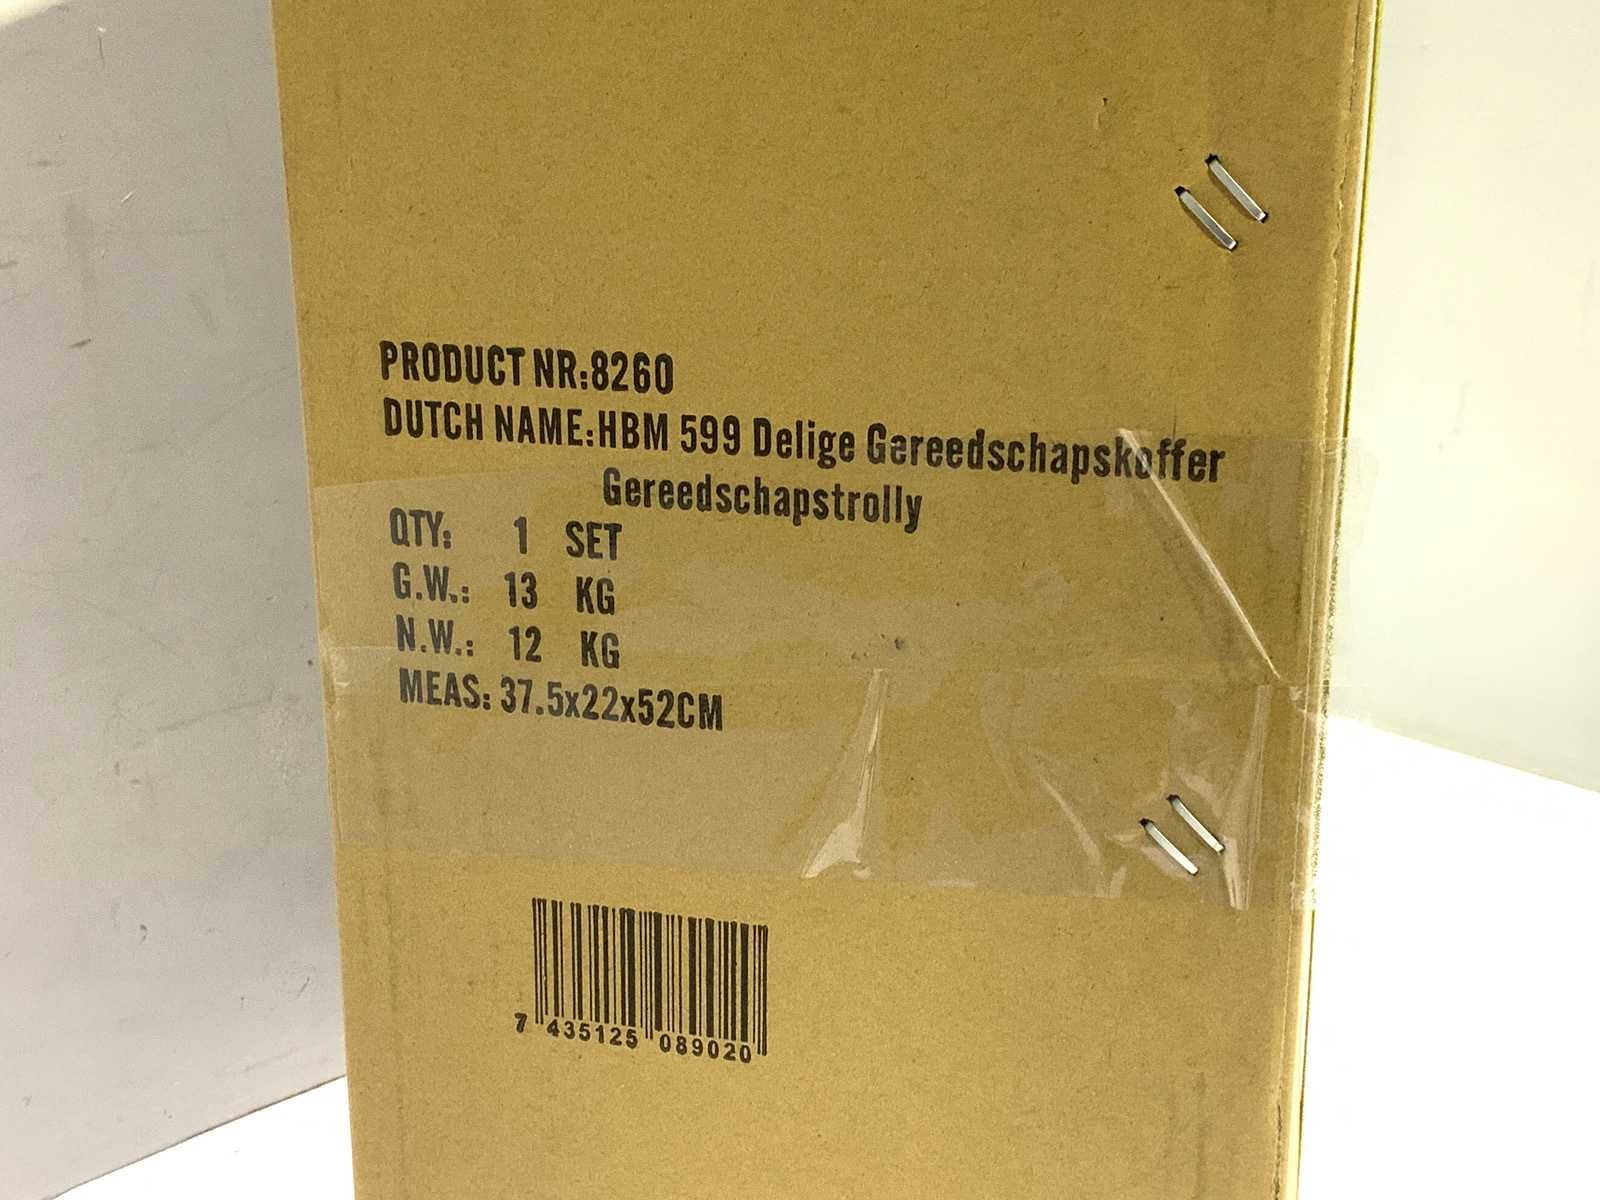 PRODUCT NR:8260
DUTCH NAME:HBM 599 Delige Gereedschapskoffer
Gereedschapstrolly
QTY: 1 SET
G.W.: 13 KG
N.W.: 12 KG
MEAS: 37.5x22x52CM
7 435125 089020